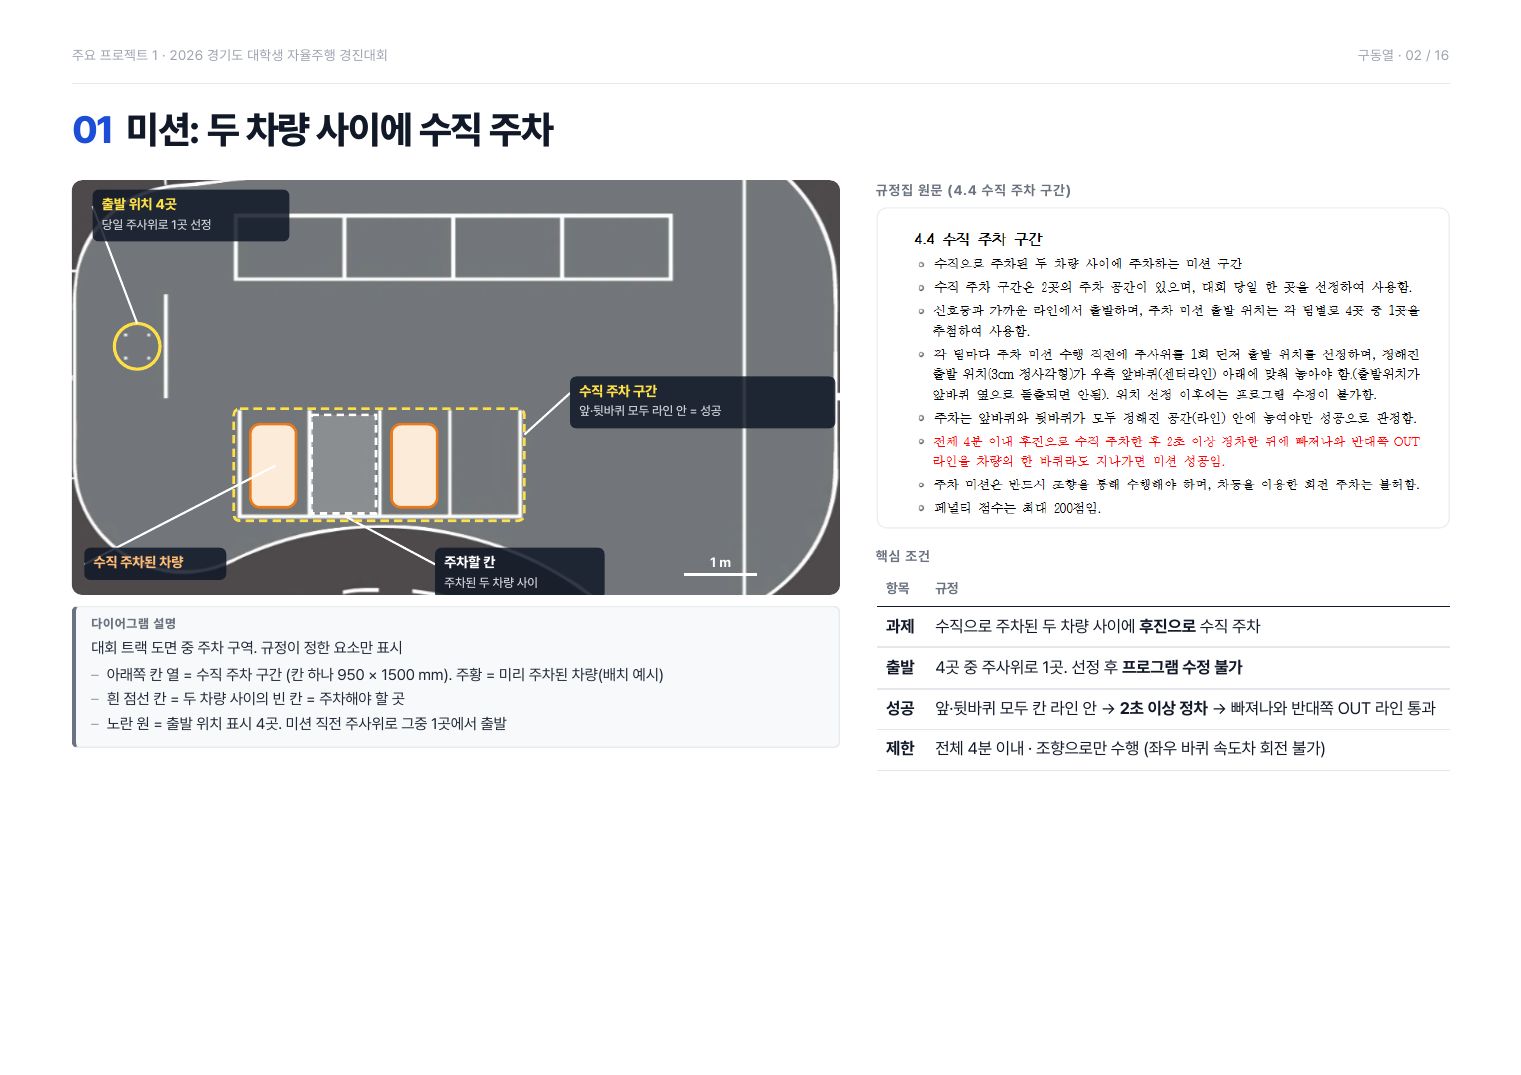 주요 프로젝트 1 · 2026 경기도 대학생 자율주행 경진대회
구동열 · 02 / 16
01 미션: 두 차량 사이에 수직 주차
출발 위치 4곳
당일 주사위로 1곳 선정
수직 주차 구간
앞·뒷바퀴 모두 라인 안 = 성공
수직 주차된 차량
주차할 칸
주차된 두 차량 사이
1 m
다이어그램 설명
대회 트랙 도면 중 주차 구역. 규정이 정한 요소만 표시
– 아래쪽 칸 열 = 수직 주차 구간 (칸 하나 950 × 1500 mm). 주황 = 미리 주차된 차량(배치 예시)
– 흰 점선 칸 = 두 차량 사이의 빈 칸 = 주차해야 할 곳
– 노란 원 = 출발 위치 표시 4곳. 미션 직전 주사위로 그중 1곳에서 출발
규정집 원문 (4.4 수직 주차 구간)
4.4 수직 주차 구간
수직으로 주차된 두 차량 사이에 주차하는 미션 구간
수직 주차 구간은 2곳의 주차 공간이 있으며, 대회 당일 한 곳을 선정하여 사용함.
신호등과 가까운 라인에서 출발하며, 주차 미션 출발 위치는 각 팀별로 4곳 중 1곳을
추첨하여 사용함.
각 팀마다 주차 미션 수행 직전에 주사위를 1회 던져 출발 위치를 선정하며, 정해진
출발 위치(3cm 정사각형)가 우측 앞바퀴(센터라인) 아래에 맞춰 놓아야 함.(출발위치가
앞바퀴 옆으로 돌출되면 안됨). 위치 선정 이후에는 프로그램 수정이 불가함.
주차는 앞바퀴와 뒷바퀴가 모두 정해진 공간(라인) 안에 놓여야만 성공으로 판정함.
전체 4분 이내 후진으로 수직 주차한 후 2초 이상 정차한 뒤에 빠져나와 반대쪽 OUT
라인을 차량의 한 바퀴라도 지나가면 미션 성공임.
주차 미션은 반드시 조향을 통해 수행해야 하며, 차동을 이용한 회전 주차는 불허함.
페널티 점수는 최대 200점임.
핵심 조건
항목 규정
과제 수직으로 주차된 두 차량 사이에 후진으로 수직 주차
출발 4곳 중 주사위로 1곳. 선정 후 프로그램 수정 불가
성공 앞·뒷바퀴 모두 칸 라인 안 → 2초 이상 정차 → 빠져나와 반대쪽 OUT 라인 통과
제한 전체 4분 이내 · 조향으로만 수행 (좌우 바퀴 속도차 회전 불가)